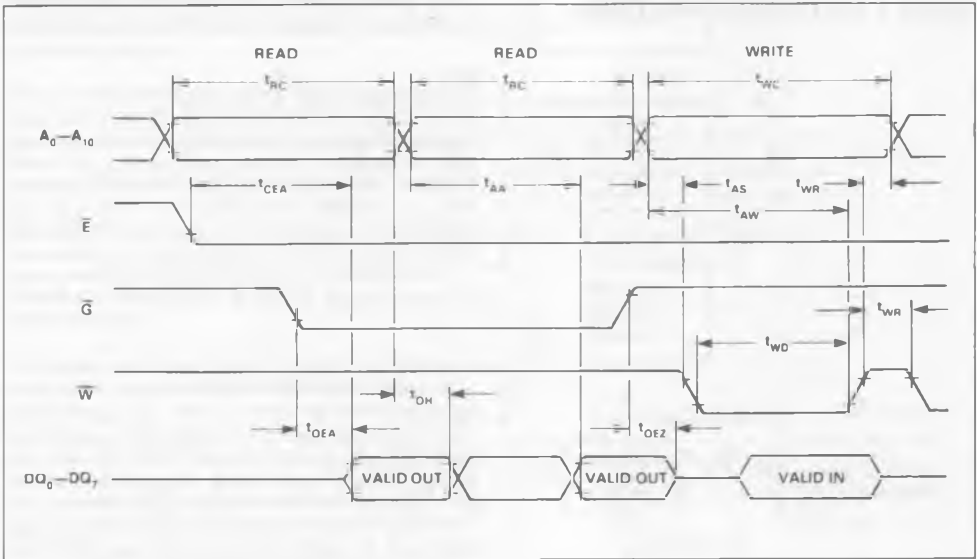 READ READ WRITE
tRC tRC tWC
A0—A10
tCEA tAA tAS tWR
tAW
E̅
G̅
tWR
tWD
W̅
tOH
tOEA tOEZ
DQ0—DQ7 VALID OUT VALID OUT VALID IN